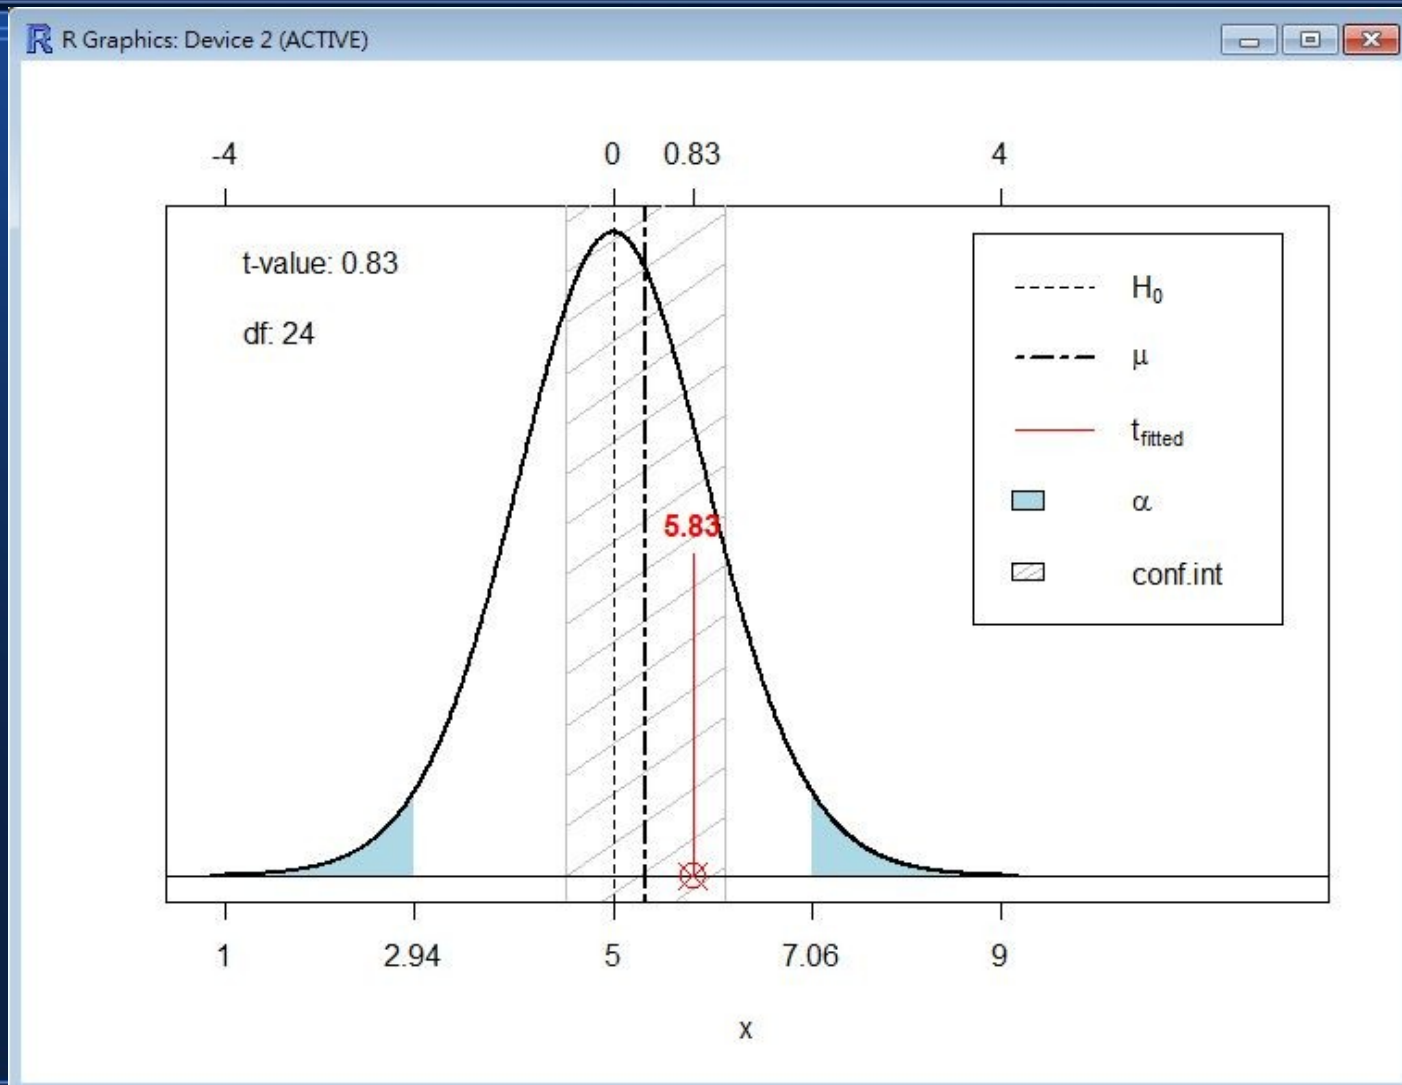 R R Graphics: Device 2 (ACTIVE)
-4 0 0.83 4
t-value: 0.83
df: 24
H0
μ
tfitted
α
conf.int
5.83
1 2.94 5 7.06 9
x